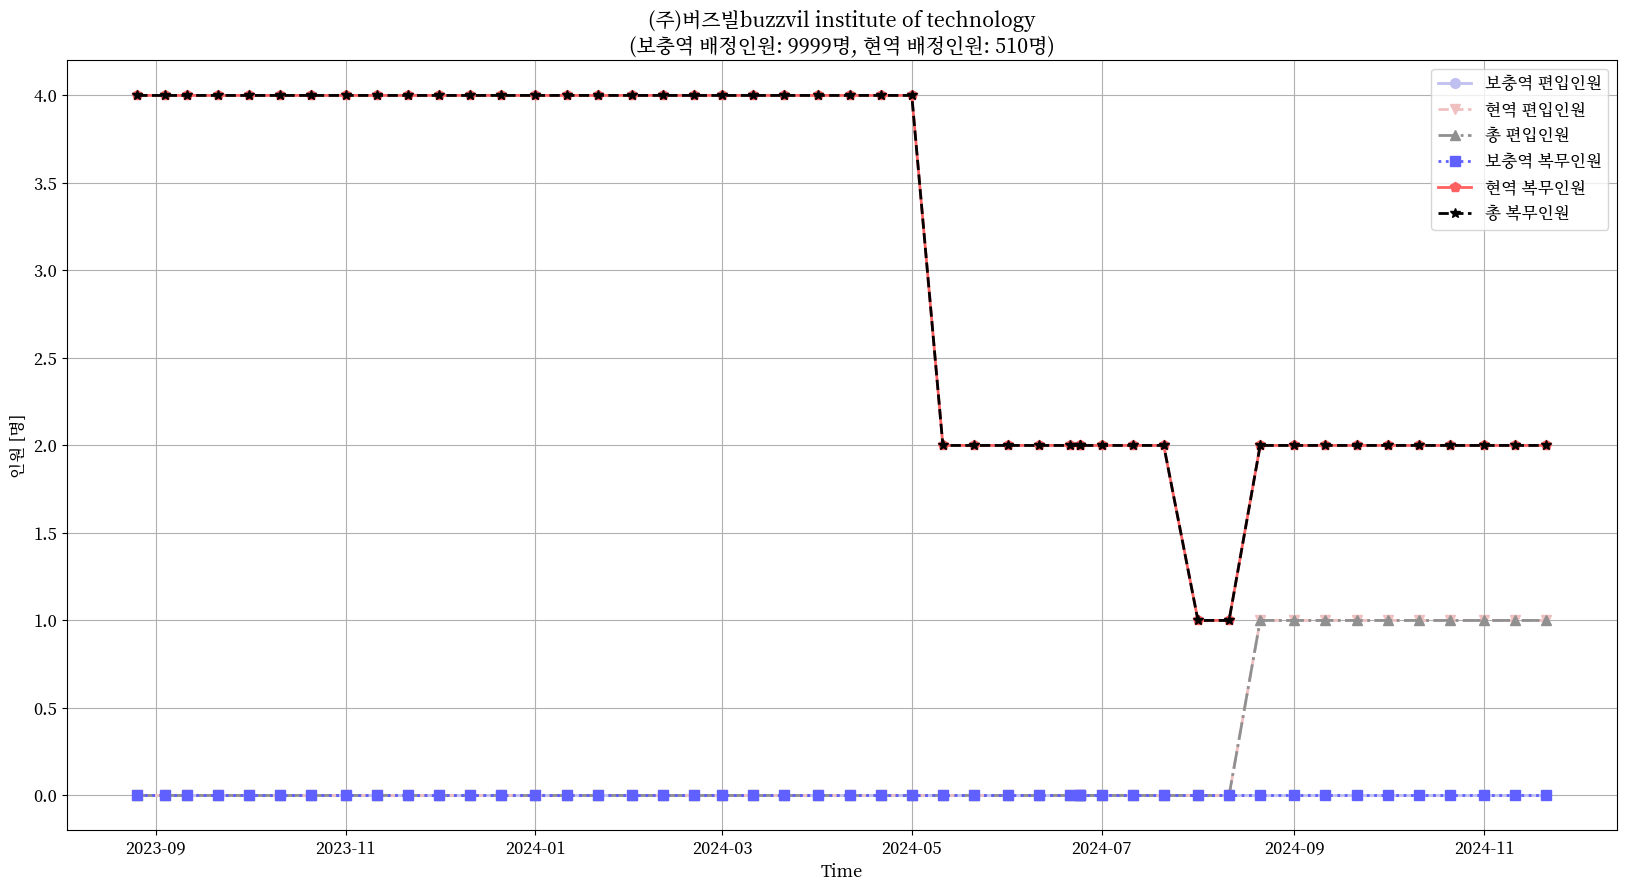 (주)버즈빌buzzvil institute of technology
(보충역 배정인원: 9999명, 현역 배정인원: 510명)
보충역 편입인원
현역 편입인원
총 편입인원
보충역 복무인원
현역 복무인원
총 복무인원
인원 [명]
4.0
3.5
3.0
2.5
2.0
1.5
1.0
0.5
0.0
2023-09
2023-11
2024-01
2024-03
2024-05
2024-07
2024-09
2024-11
Time